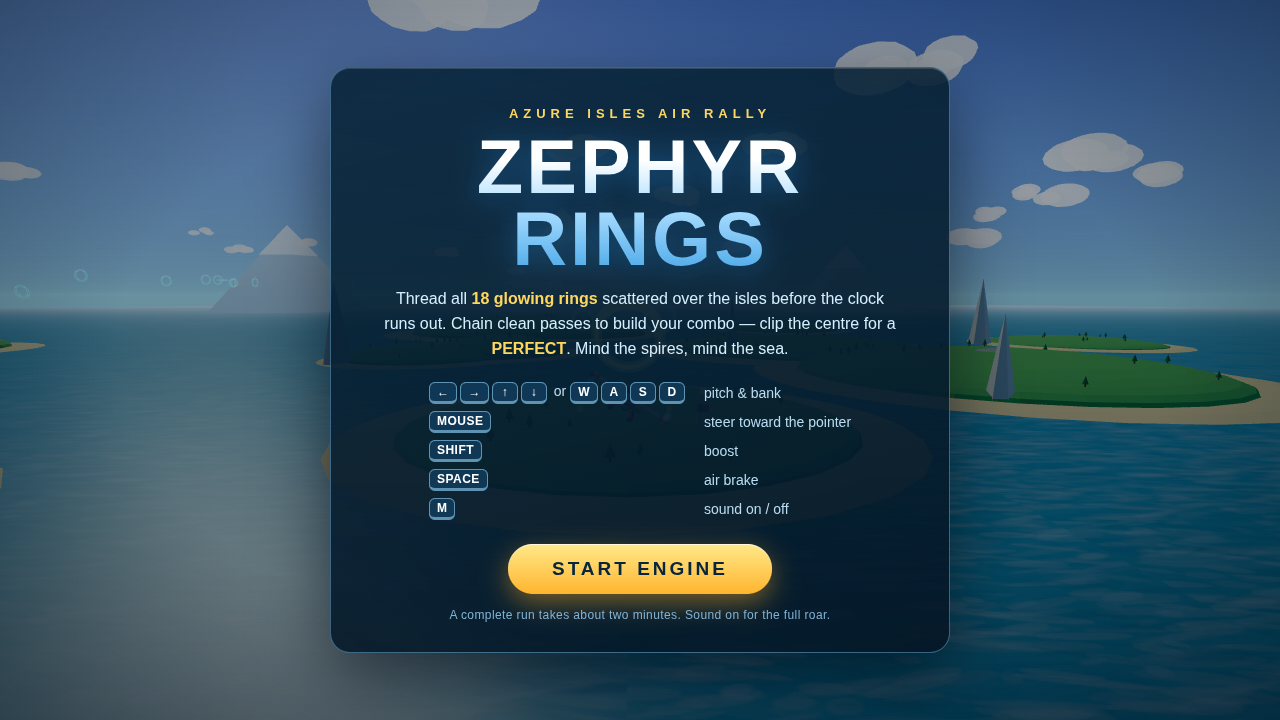 AZURE ISLES AIR RALLY
ZEPHYR
RINGS
Thread all 18 glowing rings scattered over the isles before the clock
runs out. Chain clean passes to build your combo — clip the centre for a
PERFECT. Mind the spires, mind the sea.
← → ↑ ↓ or W A S D pitch & bank
MOUSE steer toward the pointer
SHIFT boost
SPACE air brake
M sound on / off
START ENGINE
A complete run takes about two minutes. Sound on for the full roar.